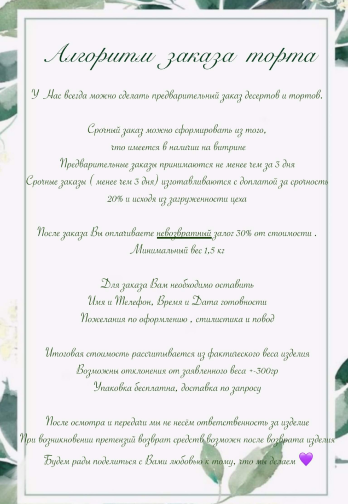 Алгоритм заказа торта
У Нас всегда можно сделать предварительный заказ десертов и тортов.
Срочный заказ можно сформировать из того,
что имеется в наличии на витрине
Предварительные заказы принимаются не менее чем за 3 дня
Срочные заказы ( менее чем 3 дня) изготавливаются с доплатой за срочность
20% и исходя из загруженности цеха
После заказа Вы оплачиваете невозвратный залог 50% от стоимости .
Минимальный вес 1,5 кг
Для заказа Вам необходимо оставить
Имя и Телефон, Время и Дата готовности
Пожелания по оформлению , стилистика и повод
Итоговая стоимость рассчитывается из фактического веса изделия
Возможны отклонения от заявленного веса +-300гр
Упаковка бесплатна, доставка по запросу
После осмотра и передачи мы не несём ответственность за изделие
При возникновении претензий возврат средств возможен после возврата изделия
Будем рады поделиться с Вами любовью к тому, что мы делаем 💜